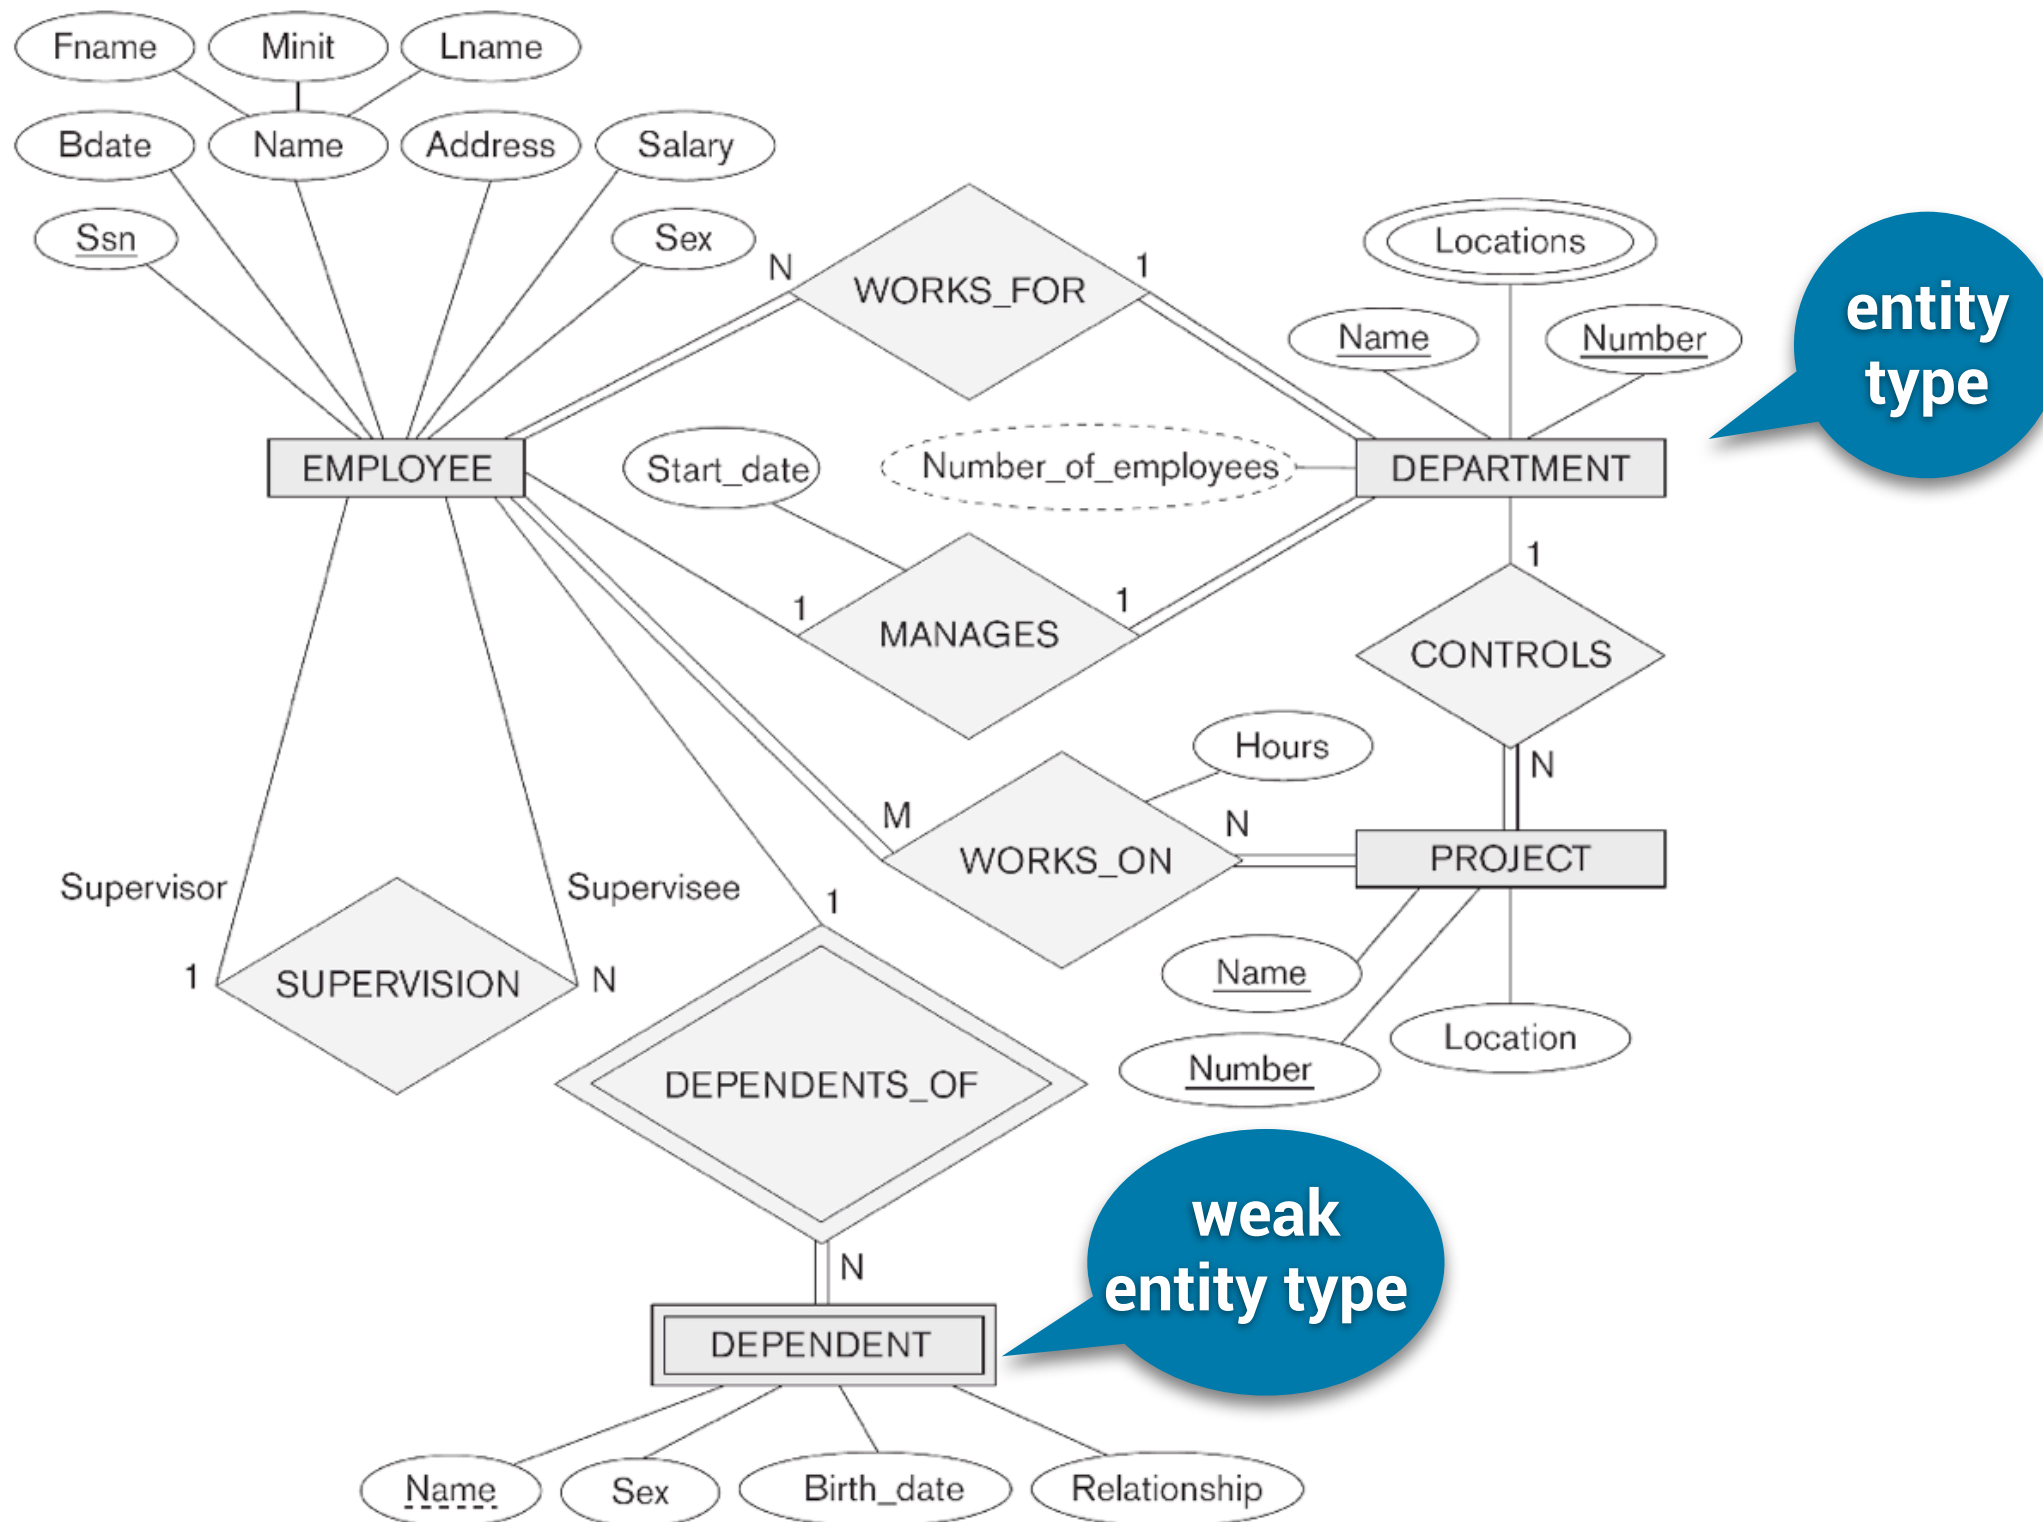 Fname
Minit
Lname
Bdate
Name
Address
Salary
Ssn
Sex
N
WORKS_FOR
1
Locations
Name
Number
entity
type
EMPLOYEE
Start_date
Number_of_employees
DEPARTMENT
1
MANAGES
1
1
CONTROLS
N
Hours
M
WORKS_ON
N
PROJECT
Supervisor
Supervisee
1
SUPERVISION
N
1
Name
Number
Location
DEPENDENTS_OF
N
weak
entity type
DEPENDENT
Name
Sex
Birth_date
Relationship